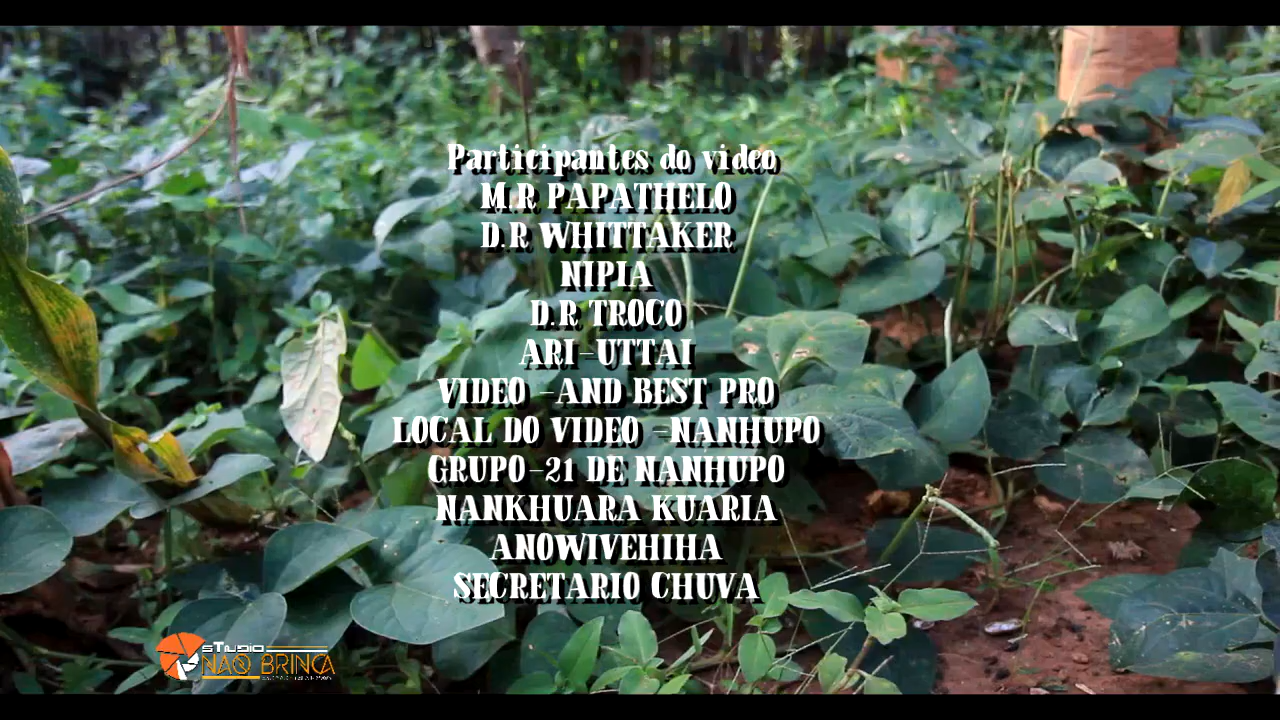 Participantes do video
M.R PAPATHELO
D.R WHITTAKER
NIPIA
D.R TROCO
ARI-UTTAI
VIDEO -AND BEST PRO
LOCAL DO VIDEO -NANHUPO
GRUPO-21 DE NANHUPO
NANKHUARA KUARIA
ANOWIVEHIHA
SECRETARIO CHUVA
STUDIO
NAO BRINCA